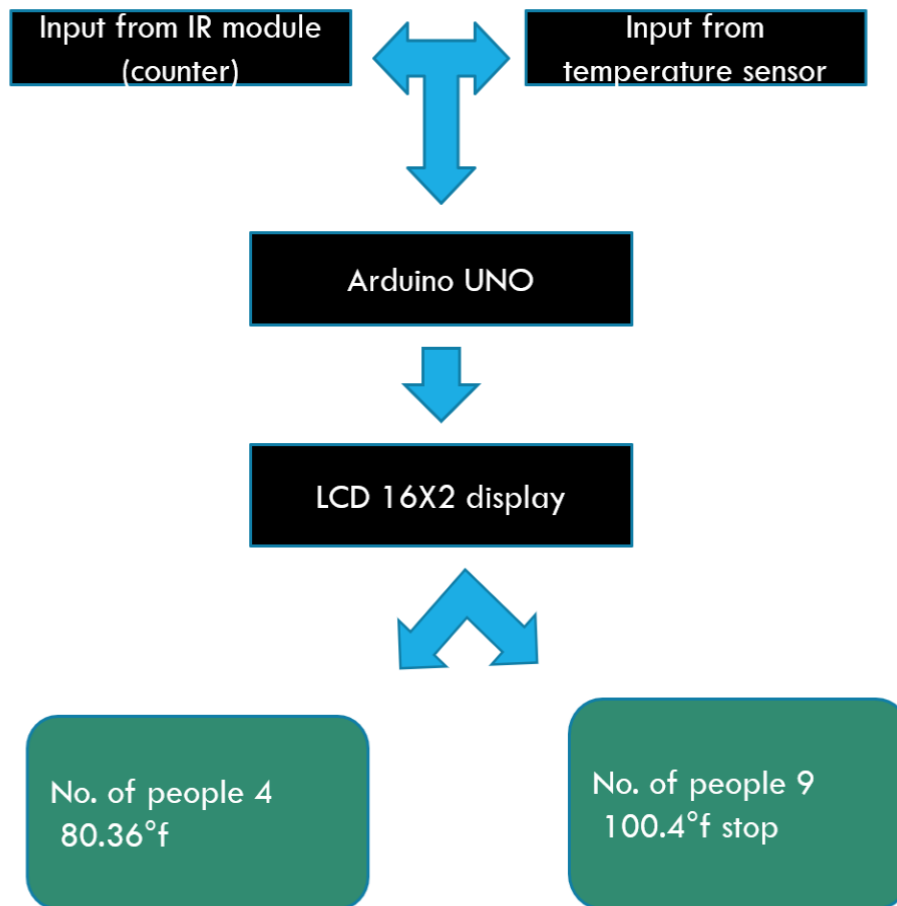 Input from IR module
(counter)
Input from
temperature sensor
Arduino UNO
LCD 16X2 display
No. of people 4
80.36°f
No. of people 9
100.4°f stop